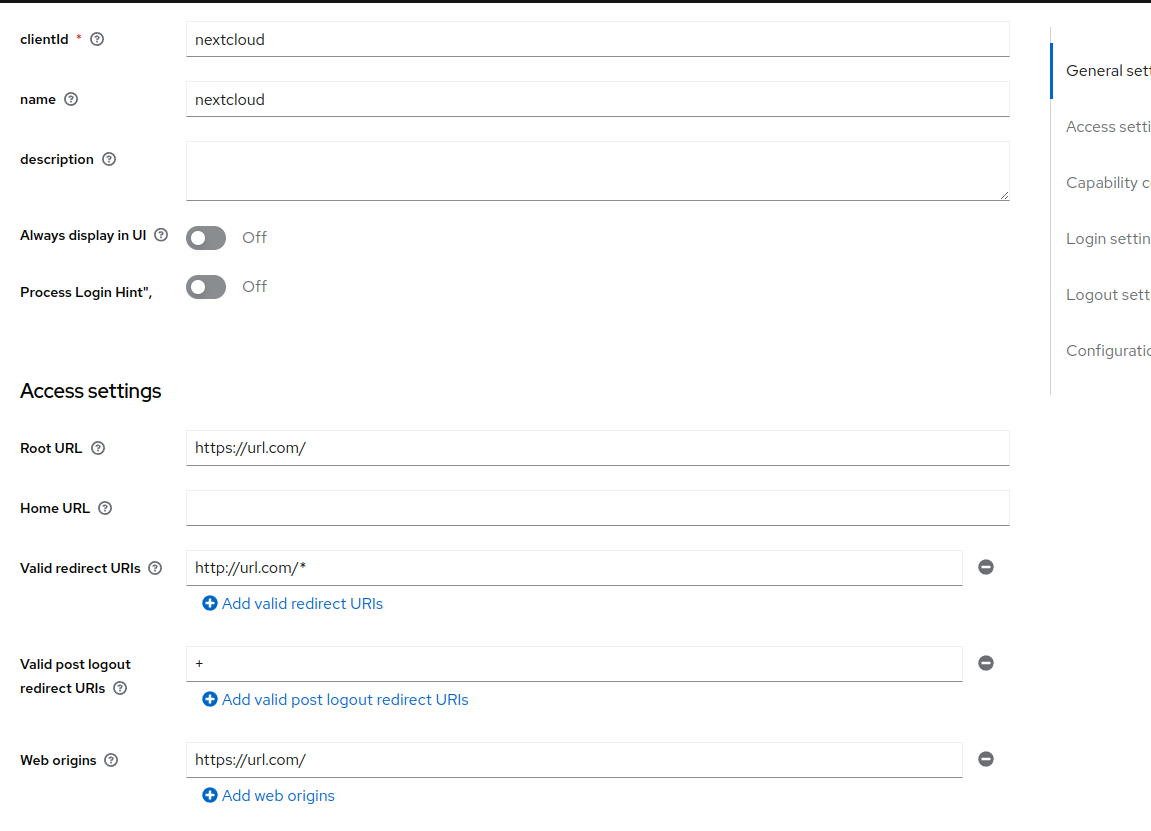 clientId *
nextcloud
name
nextcloud
description
Always display in UI
Off
Process Login Hint",
Off
Access settings
Root URL
https://url.com/
Home URL
Valid redirect URIs
http://url.com/*
Add valid redirect URIs
Valid post logout
redirect URIs
+
Add valid post logout redirect URIs
Web origins
https://url.com/
Add web origins
General sett
Access setti
Capability c
Login settin
Logout sett
Configuratic